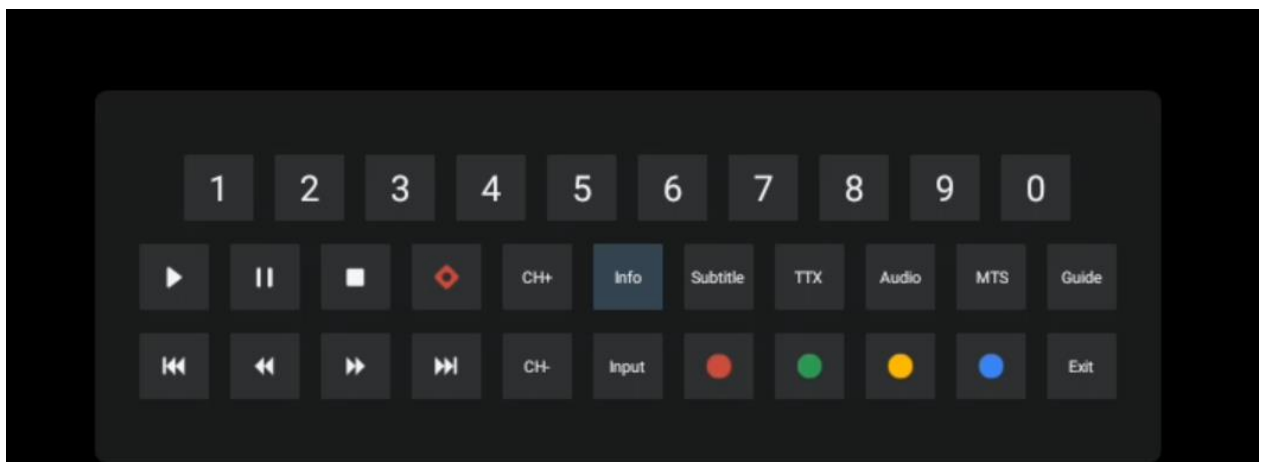 1 2 3 4 5 6 7 8 9 0
CH+ Info Subtitle TTX Audio MTS Guide
CH- Input Exit